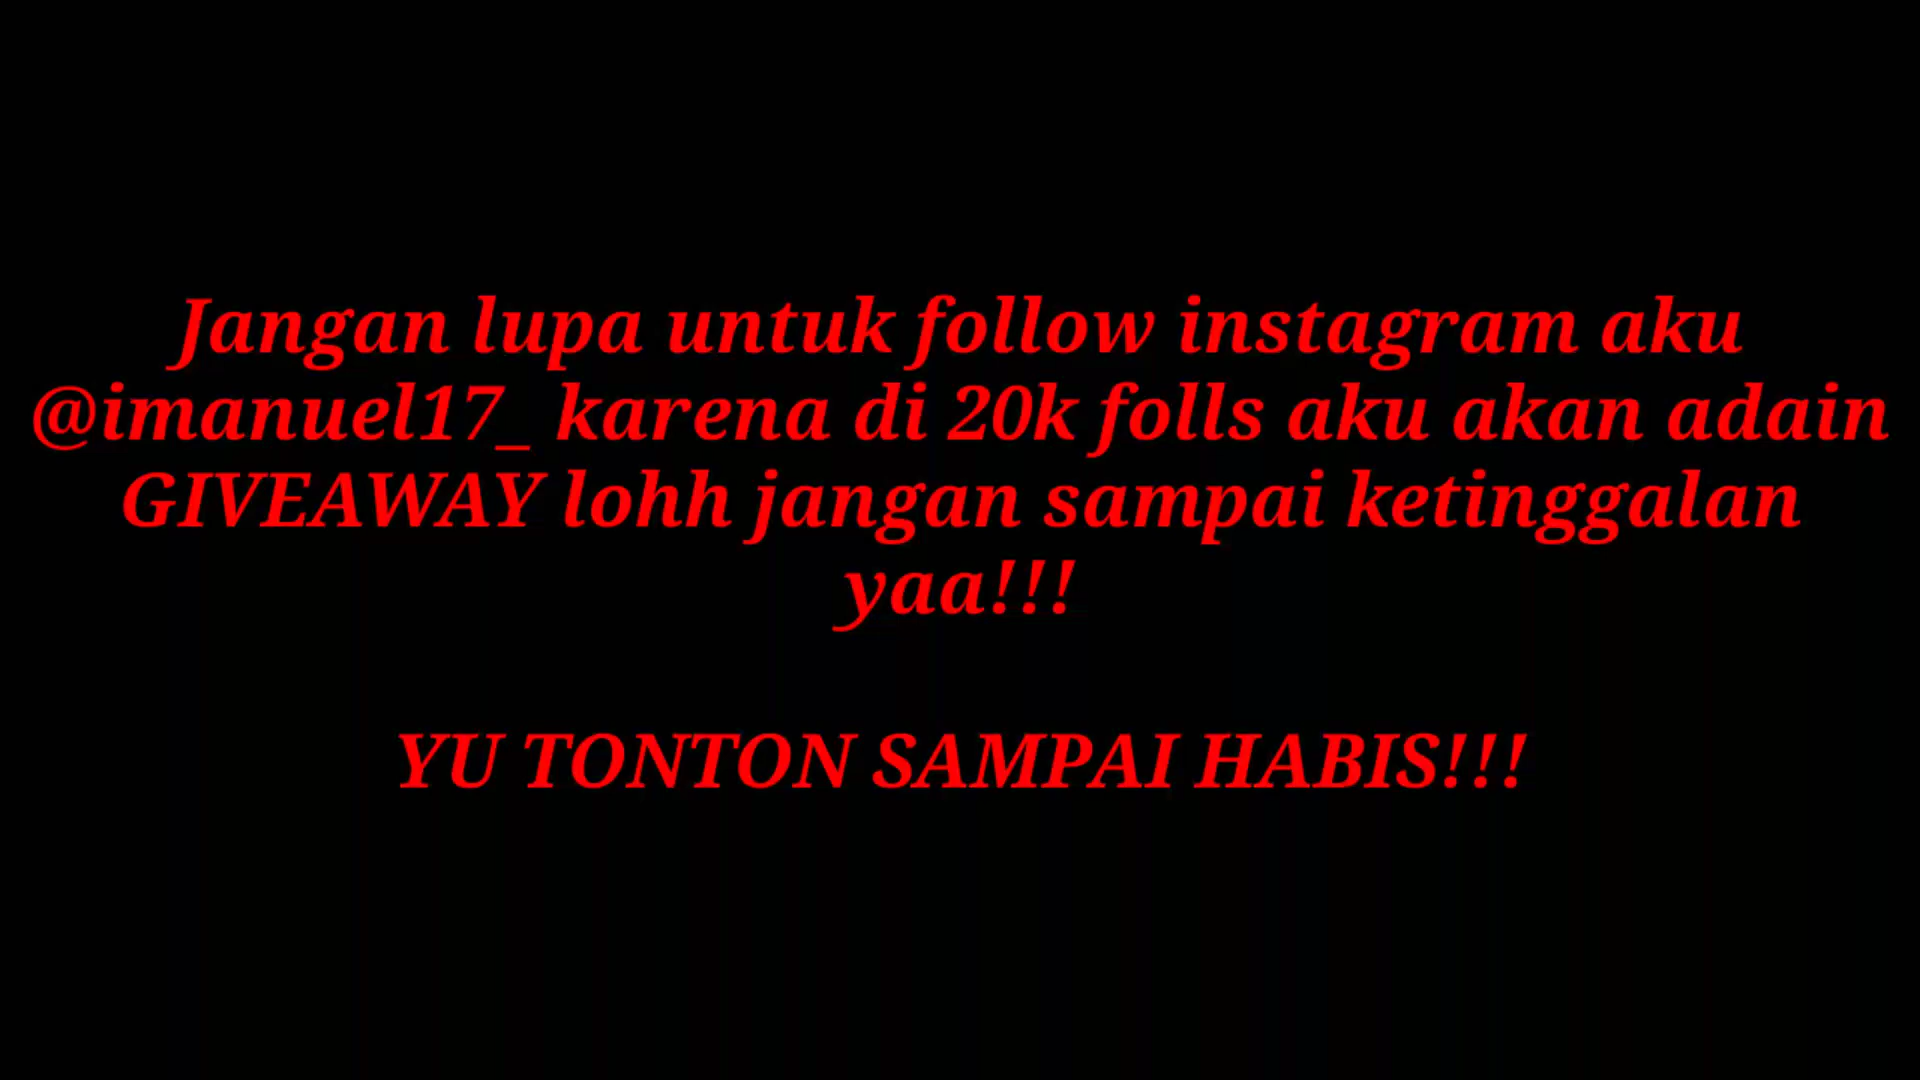 Jangan lupa untuk follow instagram aku
@imanuel17_ karena di 20k folls aku akan adain
GIVEAWAY lohh jangan sampai ketinggalan
yaa!!!
YU TONTON SAMPAI HABIS!!!